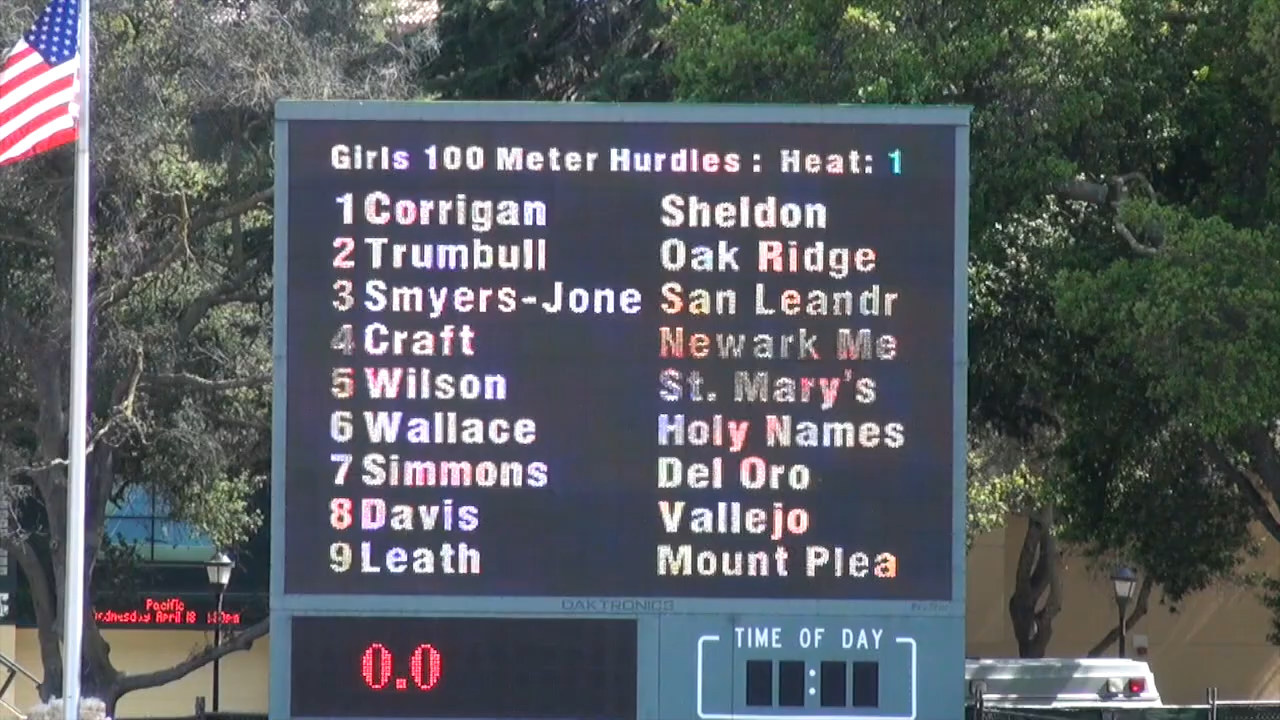 Girls 100 Meter Hurdles : Heat: 1
1 Corrigan Sheldon
2 Trumbull Oak Ridge
3 Smyers-Jone San Leandr
4 Craft Newark Me
5 Wilson St. Mary's
6 Wallace Holy Names
7 Simmons Del Oro
8 Davis Vallejo
9 Leath Mount Plea
DAKTRONICS
Pacific
April 18
0.0
TIME OF DAY
: